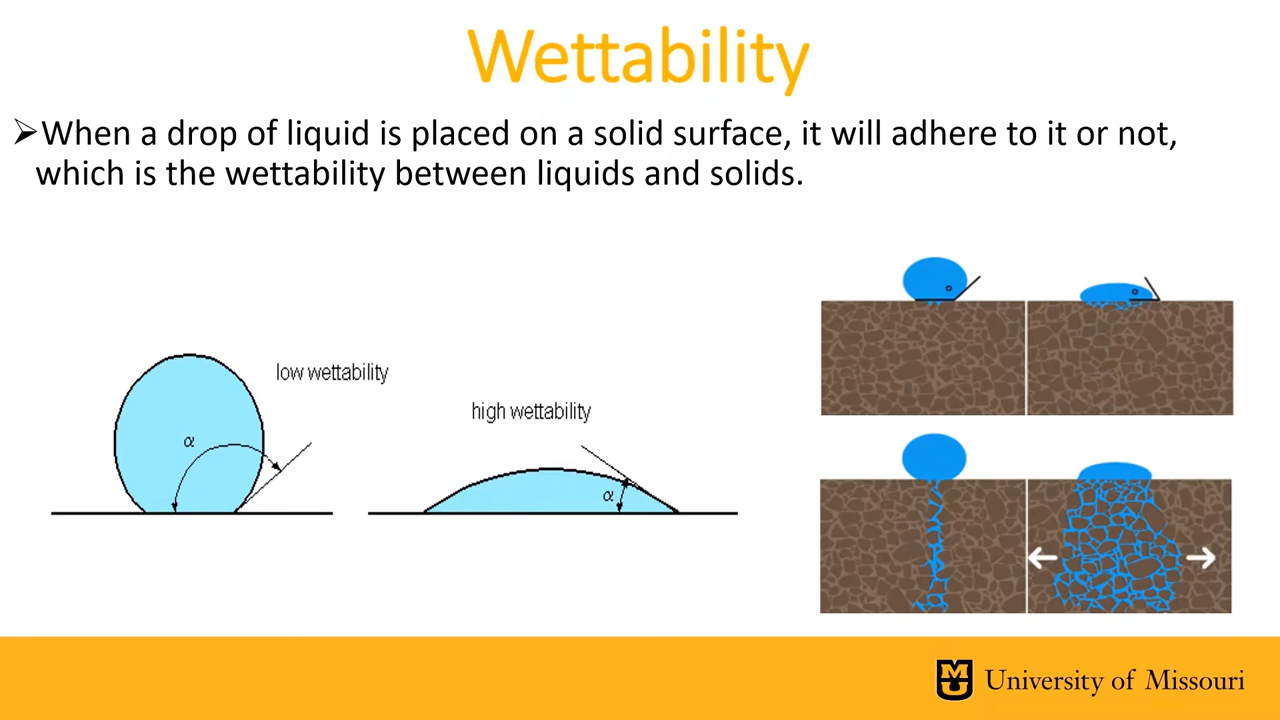 Wettability
➢When a drop of liquid is placed on a solid surface, it will adhere to it or not,
which is the wettability between liquids and solids.
low wettability
α
high wettability
α
University of Missouri